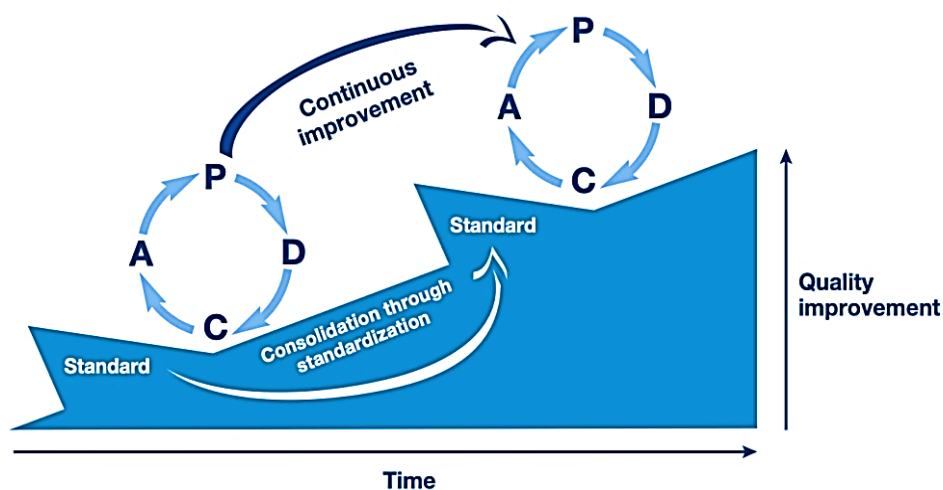 P
D
C
A
Continuous
improvement
P
D
C
A
Standard
Consolidation through
standardization
Standard
Quality
improvement
Time